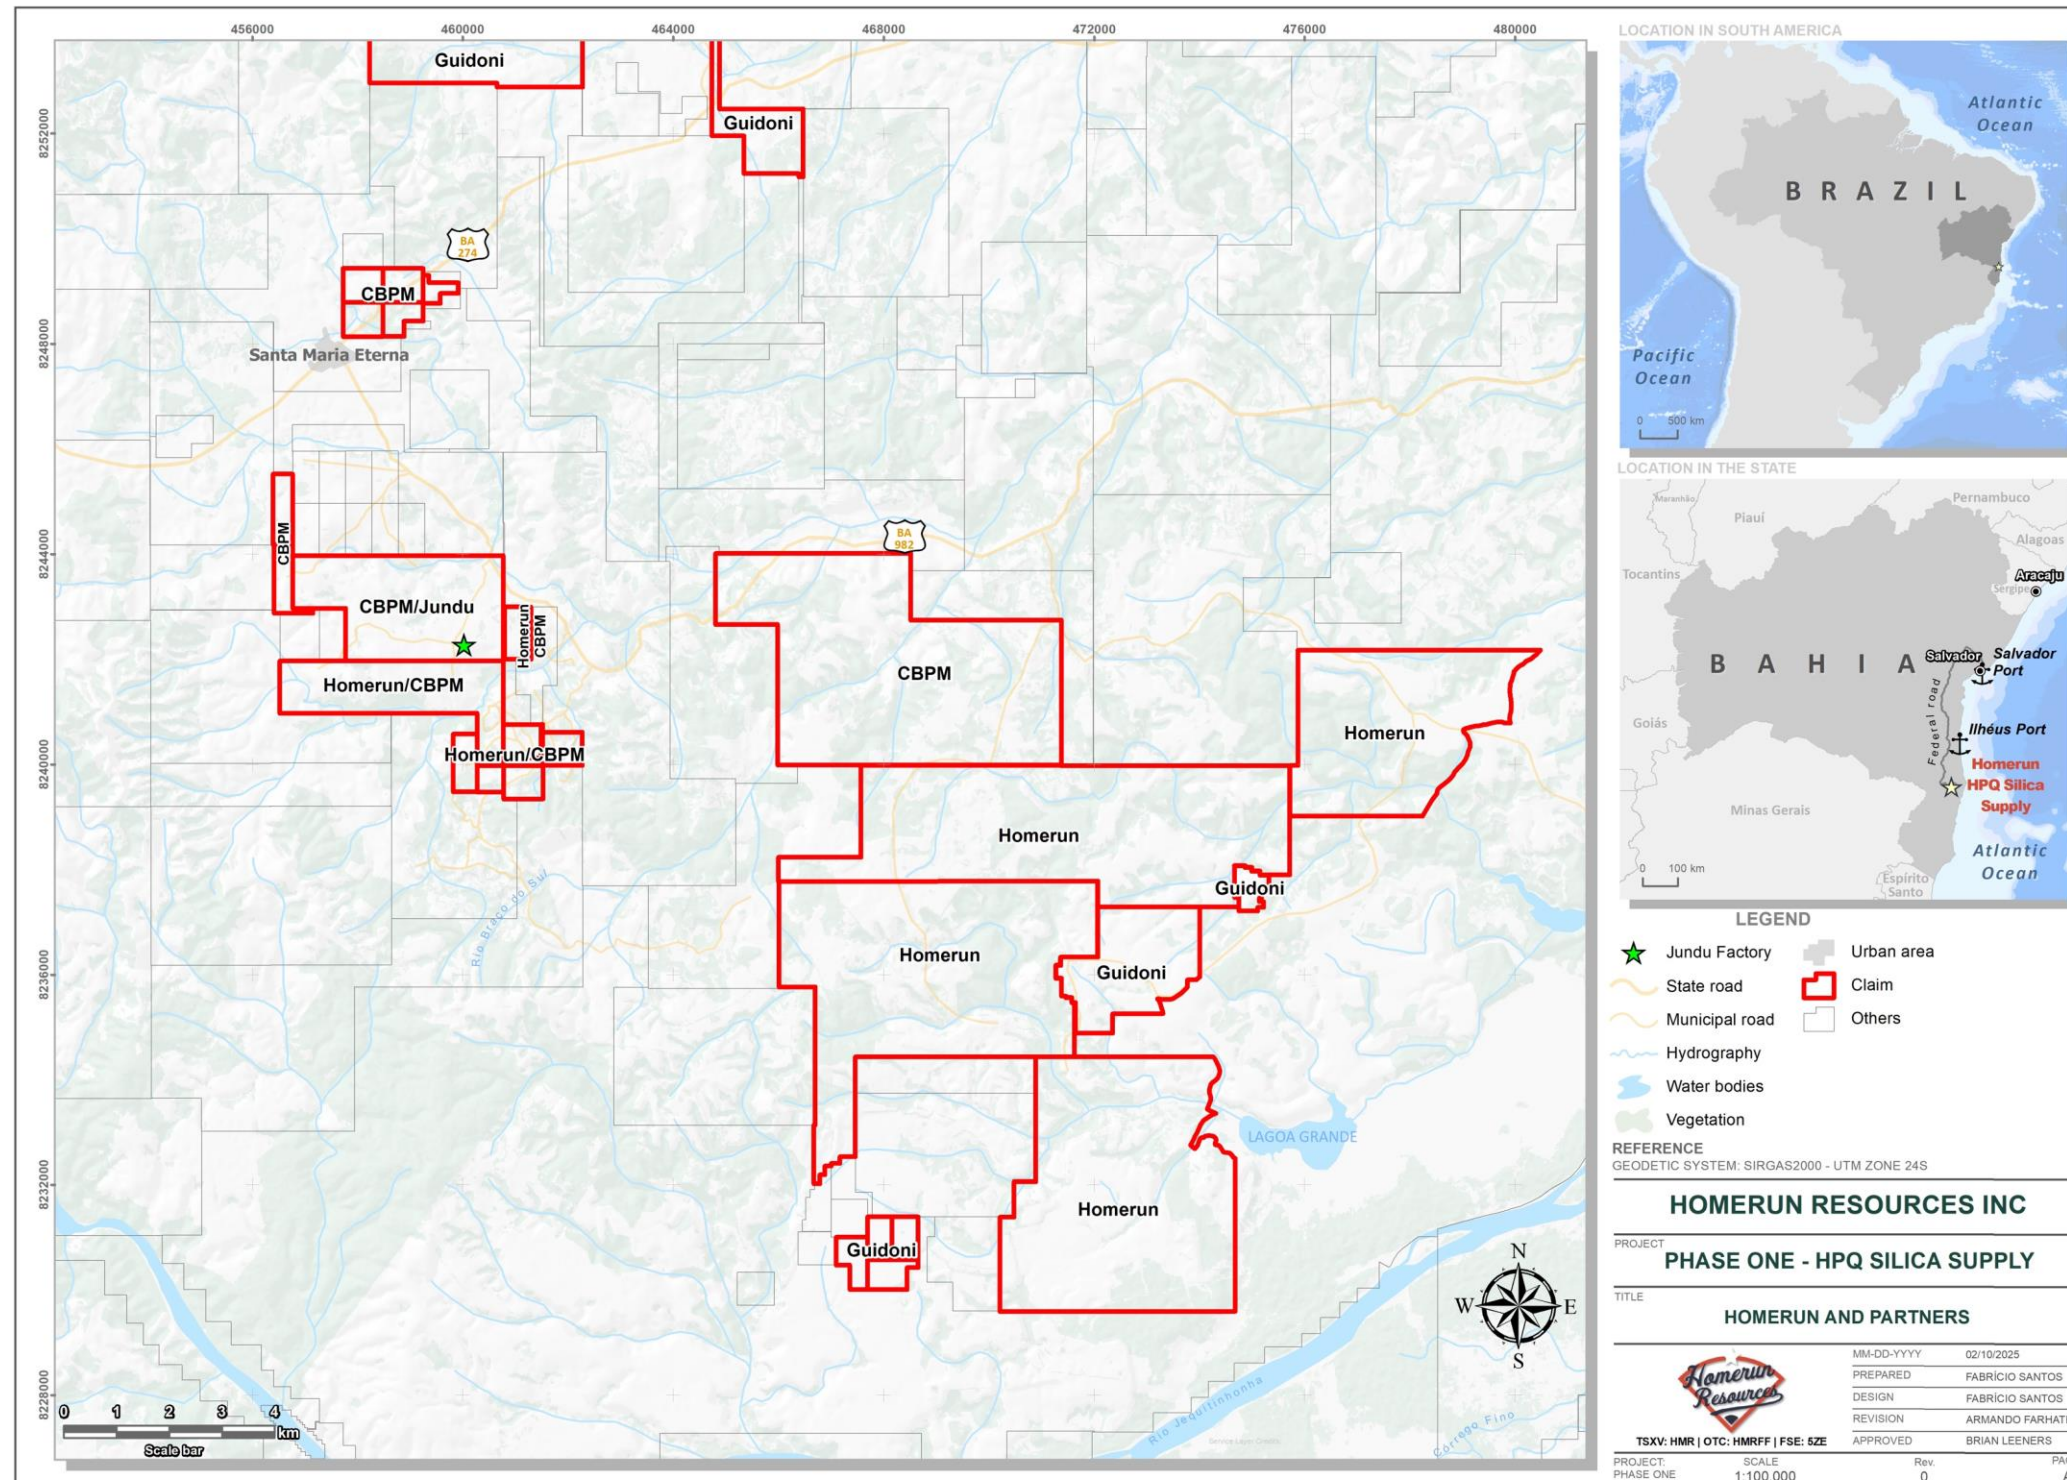 456000 460000 464000 468000 472000 476000 480000
8252000
8248000
8244000
8240000
8236000
8232000
8228000
Guidoni
Guidoni
BA
274
CBPM
Santa Maria Eterna
CBPM
BA
982
CBPM/Jundu
Homerun
CBPM
Homerun/CBPM
CBPM
Homerun
Homerun/CBPM
Homerun
Guidoni
Rio Braço do Sul
Homerun
Guidoni
LAGOA GRANDE
Homerun
Guidoni
N
W E
S
Rio Jequitinhonha
Córrego Fino
Service Layer Credits
0 1 2 3 4
km
Scale bar
LOCATION IN SOUTH AMERICA
Atlantic
Ocean
BRAZIL
Pacific
Ocean
0 500 km
LOCATION IN THE STATE
Maranhão
Pernambuco
Piauí
Alagoas
Tocantins
Aracaju
Sergipe
BAHIA
Salvador
Salvador
Port
Federal road
Goiás
Ilhéus Port
Homerun
HPQ Silica
Supply
Minas Gerais
Atlantic
Ocean
0 100 km
Espírito
Santo
LEGEND
Jundu Factory Urban area
State road Claim
Municipal road Others
Hydrography
Water bodies
Vegetation
REFERENCE
GEODETIC SYSTEM: SIRGAS2000 - UTM ZONE 24S
HOMERUN RESOURCES INC
PROJECT
PHASE ONE - HPQ SILICA SUPPLY
TITLE
HOMERUN AND PARTNERS
Homerun
Resources
TSXV: HMR | OTC: HMRFF | FSE: 5ZE
MM-DD-YYYY 02/10/2025
PREPARED FABRÍCIO SANTOS
DESIGN FABRÍCIO SANTOS
REVISION ARMANDO FARHAT
APPROVED BRIAN LEENERS
PROJECT: SCALE Rev.
PHASE ONE 1:100.000 0